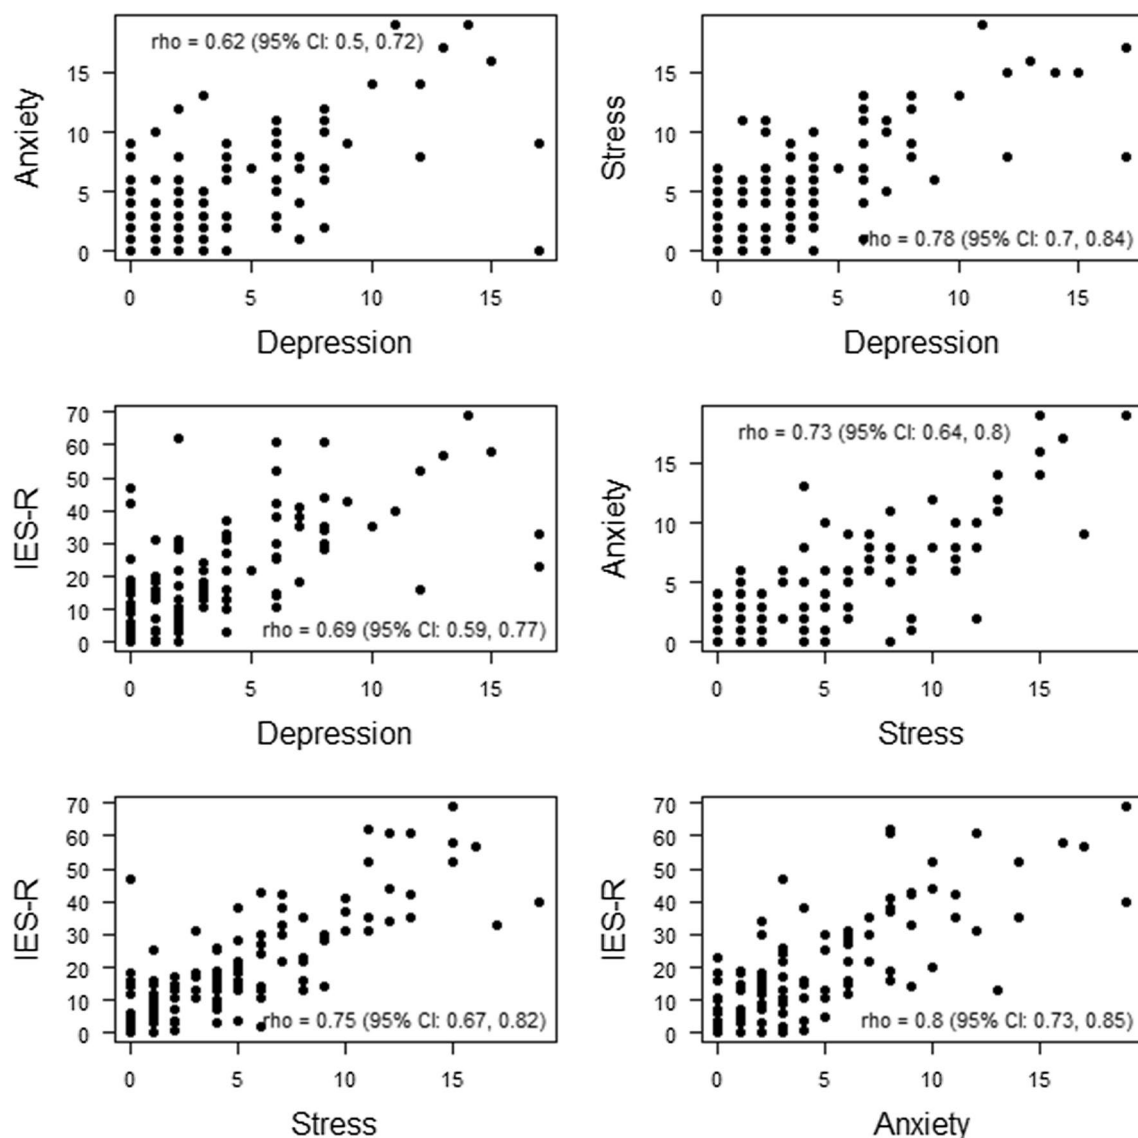 rho = 0.62 (95% CI: 0.5, 0.72)
Anxiety
15
10
5
0
0 5 10 15
Depression
Stress
15
10
5
0
rho = 0.78 (95% CI: 0.7, 0.84)
0 5 10 15
Depression
IES-R
70
60
50
40
30
20
10
0
rho = 0.69 (95% CI: 0.59, 0.77)
0 5 10 15
Depression
rho = 0.73 (95% CI: 0.64, 0.8)
Anxiety
15
10
5
0
0 5 10 15
Stress
IES-R
70
60
50
40
30
20
10
0
rho = 0.75 (95% CI: 0.67, 0.82)
0 5 10 15
Stress
IES-R
70
60
50
40
30
20
10
0
rho = 0.8 (95% CI: 0.73, 0.85)
0 5 10 15
Anxiety